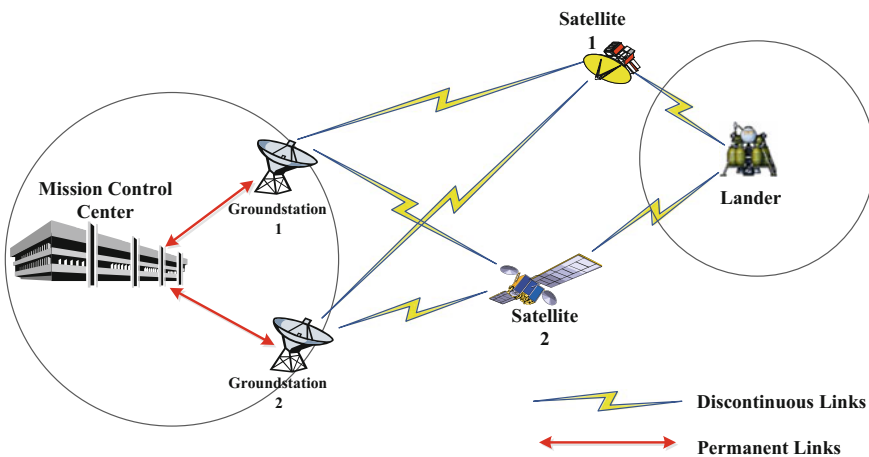 Satellite
1
Mission Control
Center
Groundstation
1
Lander
Satellite
2
Groundstation
2
Discontinuous Links
Permanent Links